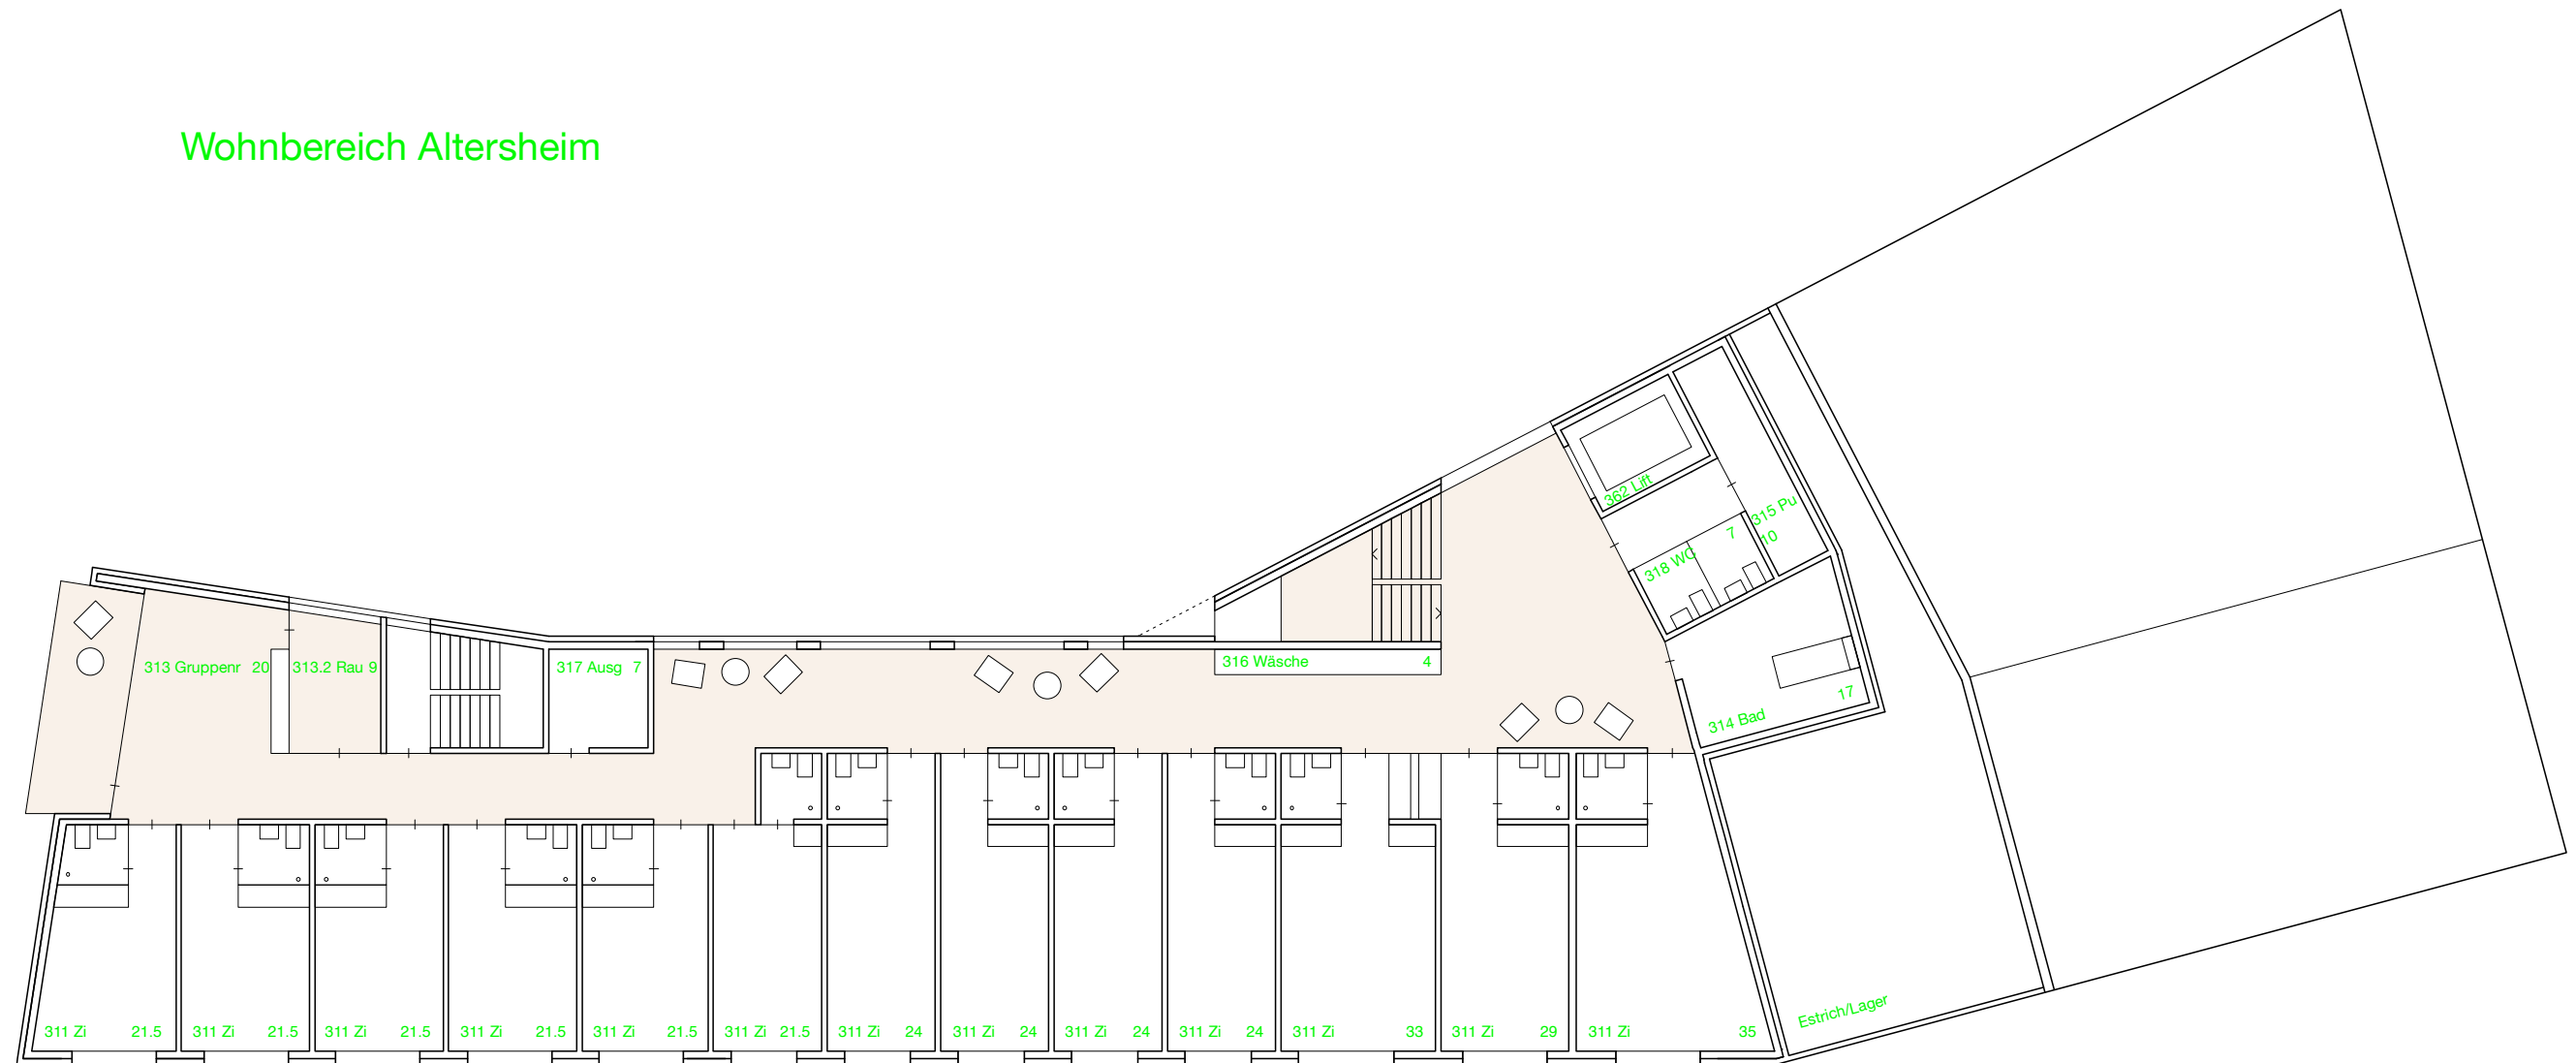 Wohnbereich Altersheim
362 Lift
315 Pu
10
318 WC
7
313 Gruppenr 20
313.2 Rau 9
317 Ausg 7
316 Wäsche 4
314 Bad
17
Estrich/Lager
311 Zi 21.5
311 Zi 21.5
311 Zi 21.5
311 Zi 21.5
311 Zi 21.5
311 Zi 21.5
311 Zi 24
311 Zi 24
311 Zi 24
311 Zi 24
311 Zi 33
311 Zi 29
311 Zi 35